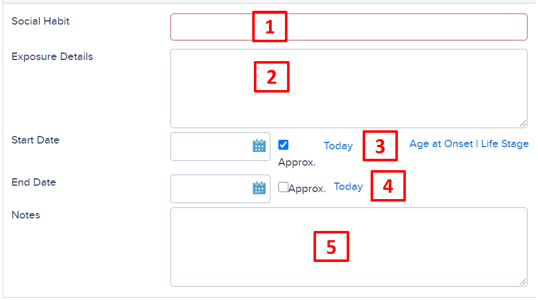 Social Habit
1
Exposure Details
2
Start Date
Today
3
Age at Onset | Life Stage
Approx.
End Date
Approx.
Today
4
Notes
5